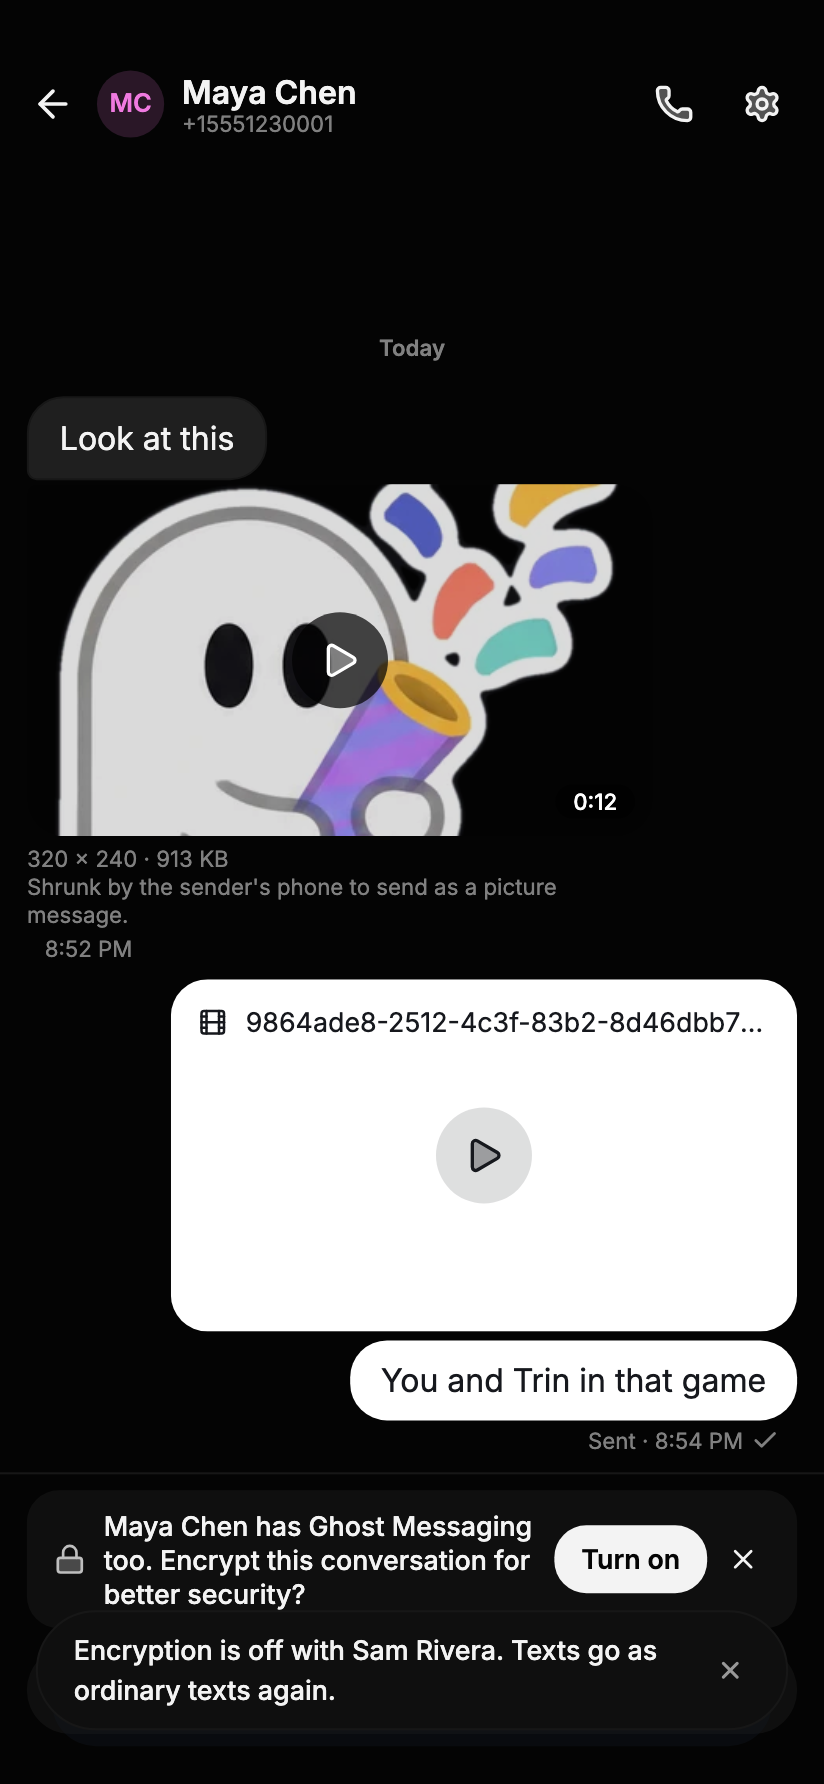 MC
Maya Chen
+15551230001
Today
Look at this
0:12
320 × 240 · 913 KB
Shrunk by the sender's phone to send as a picture
message.
8:52 PM
9864ade8-2512-4c3f-83b2-8d46dbb7...
You and Trin in that game
Sent · 8:54 PM
Maya Chen has Ghost Messaging
too. Encrypt this conversation for
better security?
Turn on
Encryption is off with Sam Rivera. Texts go as
ordinary texts again.